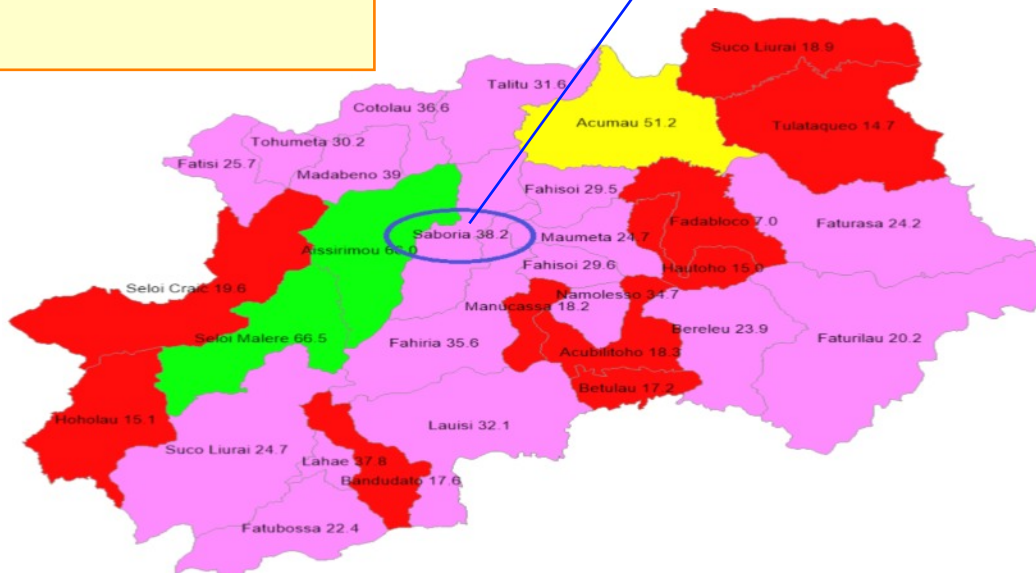 Suco Liurai 18.9
Talitu 31.6
Cotolau 36.6
Acumau 51.2
Tulataqueo 14.7
Tohumeta 30.2
Fatisi 25.7
Madabeno 39
Fahisoi 29.5
Fadabloco 7.0
Faturasa 24.2
Saboria 38.2
Maumeta 24.7
Aissirimou 66.0
Fahisoi 29.6
Hautoho 15.0
Seloi Craic 19.6
Namolesso 34.7
Manucassa 18.2
Bereleu 23.9
Seloi Malere 66.5
Fahiria 35.6
Faturilau 20.2
Acubilitoho 18.3
Betulau 17.2
Hoholau 15.1
Lauisi 32.1
Suco Liurai 24.7
Lahae 37.8
Bandudato 17.6
Fatubossa 22.4